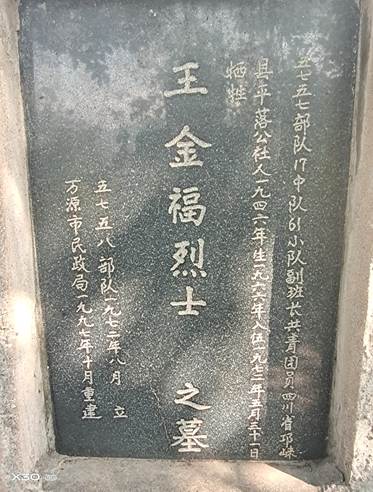 五七五七部队17中队61小队副班长共青团员四川省邛崃
县平落公社人一九四六年生一九六六年入伍一九七二年五月三十一日
牺牲
王金福烈士 之墓
五七五八部队一九七二年八月 立
万源市民政局一九九七年十月重建